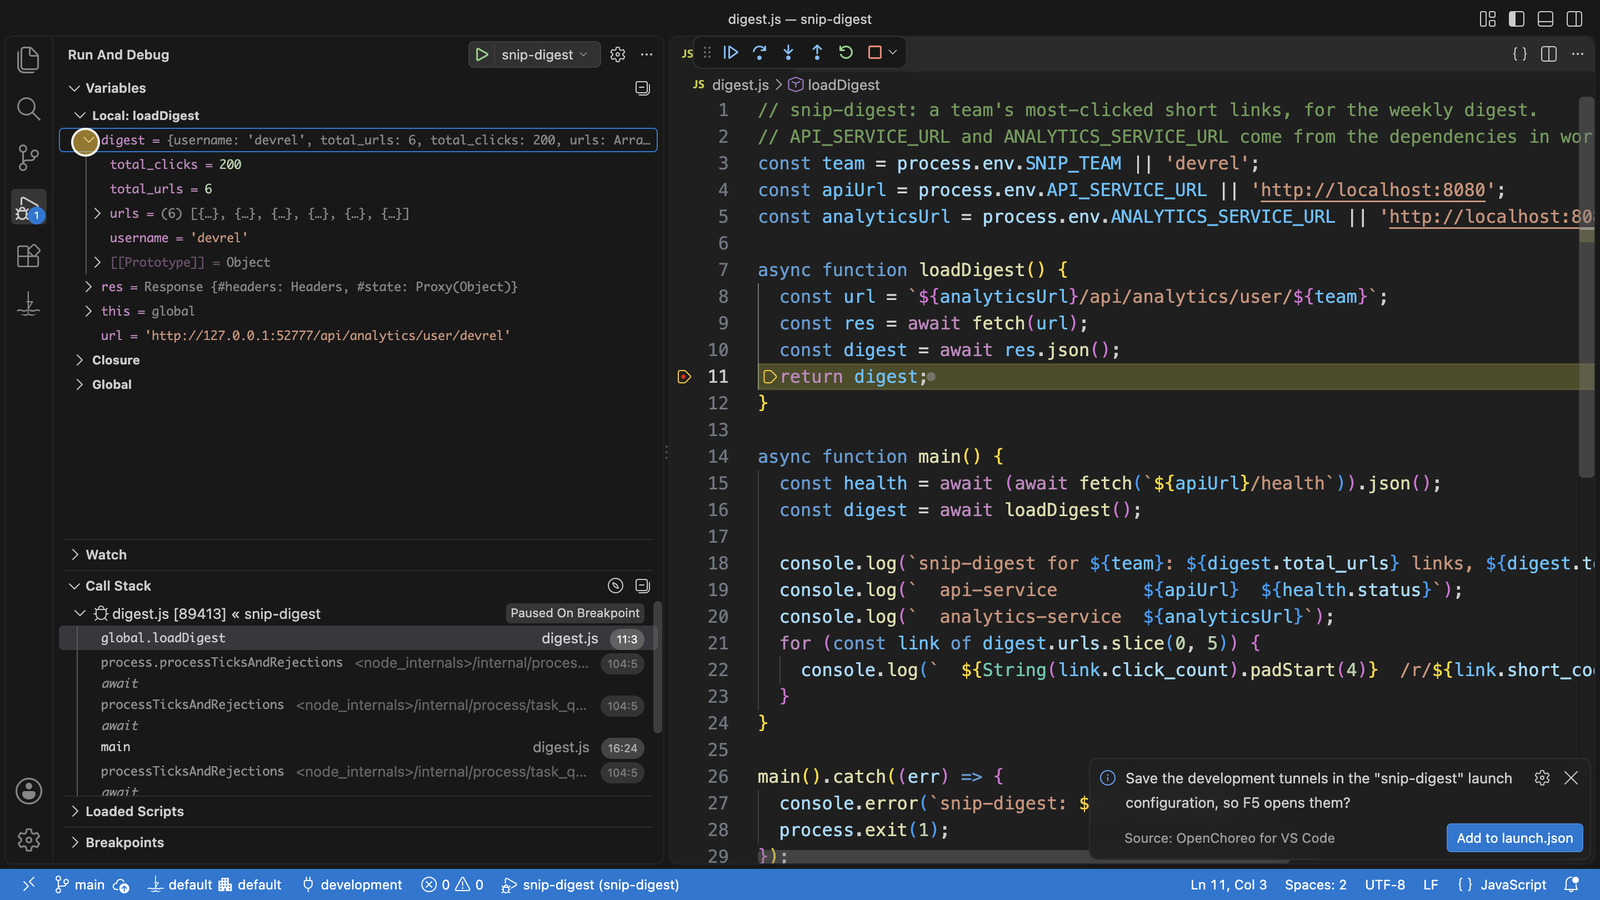 digest.js — snip-digest
Run And Debug
snip-digest
Variables
Local: loadDigest
digest = {username: 'devrel', total_urls: 6, total_clicks: 200, urls: Arra…
total_clicks = 200
total_urls = 6
urls = (6) [{…}, {…}, {…}, {…}, {…}, {…}]
username = 'devrel'
[[Prototype]] = Object
res = Response {#headers: Headers, #state: Proxy(Object)}
this = global
url = 'http://127.0.0.1:52777/api/analytics/user/devrel'
Closure
Global
Watch
Call Stack
digest.js [89413] « snip-digest Paused On Breakpoint
global.loadDigest digest.js 11:3
process.processTicksAndRejections <node_internals>/internal/proces… 104:5
await
processTicksAndRejections <node_internals>/internal/process/task_q… 104:5
await
main digest.js 16:24
processTicksAndRejections <node_internals>/internal/process/task_q… 104:5
await
Loaded Scripts
Breakpoints
1
JS
JS digest.js > loadDigest
1 // snip-digest: a team's most-clicked short links, for the weekly digest.
2 // API_SERVICE_URL and ANALYTICS_SERVICE_URL come from the dependencies in wor
3 const team = process.env.SNIP_TEAM || 'devrel';
4 const apiUrl = process.env.API_SERVICE_URL || 'http://localhost:8080';
5 const analyticsUrl = process.env.ANALYTICS_SERVICE_URL || 'http://localhost:80
6
7 async function loadDigest() {
8 const url = `${analyticsUrl}/api/analytics/user/${team}`;
9 const res = await fetch(url);
10 const digest = await res.json();
11 return digest;
12 }
13
14 async function main() {
15 const health = await (await fetch(`${apiUrl}/health`)).json();
16 const digest = await loadDigest();
17
18 console.log(`snip-digest for ${team}: ${digest.total_urls} links, ${digest.to
19 console.log(`  api-service        ${apiUrl}  ${health.status}`);
20 console.log(`  analytics-service  ${analyticsUrl}`);
21 for (const link of digest.urls.slice(0, 5)) {
22 console.log(`  ${String(link.click_count).padStart(4)}  /r/${link.short_co
23 }
24 }
25
26 main().catch((err) => {
27 console.error(`snip-digest: $
28 process.exit(1);
29 });
Save the development tunnels in the "snip-digest" launch
configuration, so F5 opens them?
Source: OpenChoreo for VS Code
Add to launch.json
main default default development 0 0 snip-digest (snip-digest) Ln 11, Col 3 Spaces: 2 UTF-8 LF {} JavaScript